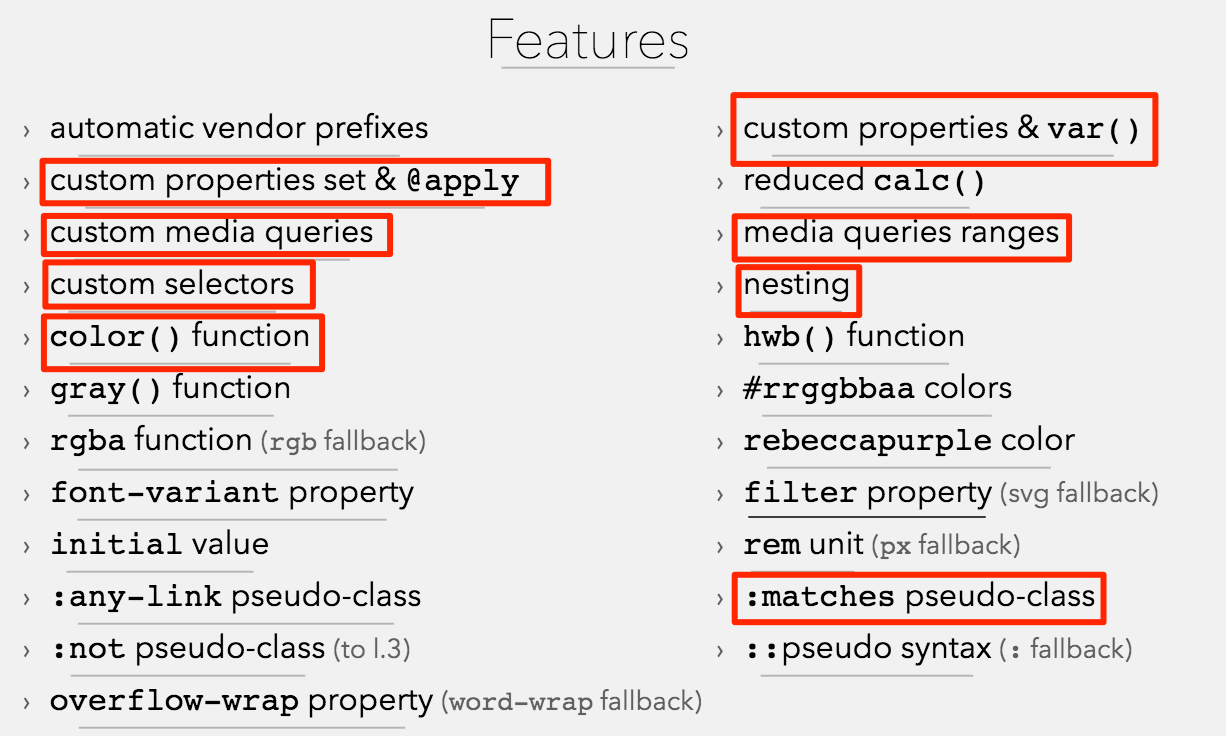 Features
› automatic vendor prefixes
› custom properties set & @apply
› custom media queries
› custom selectors
› color() function
› gray() function
› rgba function (rgb fallback)
› font-variant property
› initial value
› :any-link pseudo-class
› :not pseudo-class (to l.3)
› overflow-wrap property (word-wrap fallback)
› custom properties & var()
› reduced calc()
› media queries ranges
› nesting
› hwb() function
› #rrggbbaa colors
› rebeccapurple color
› filter property (svg fallback)
› rem unit (px fallback)
› :matches pseudo-class
› ::pseudo syntax (: fallback)